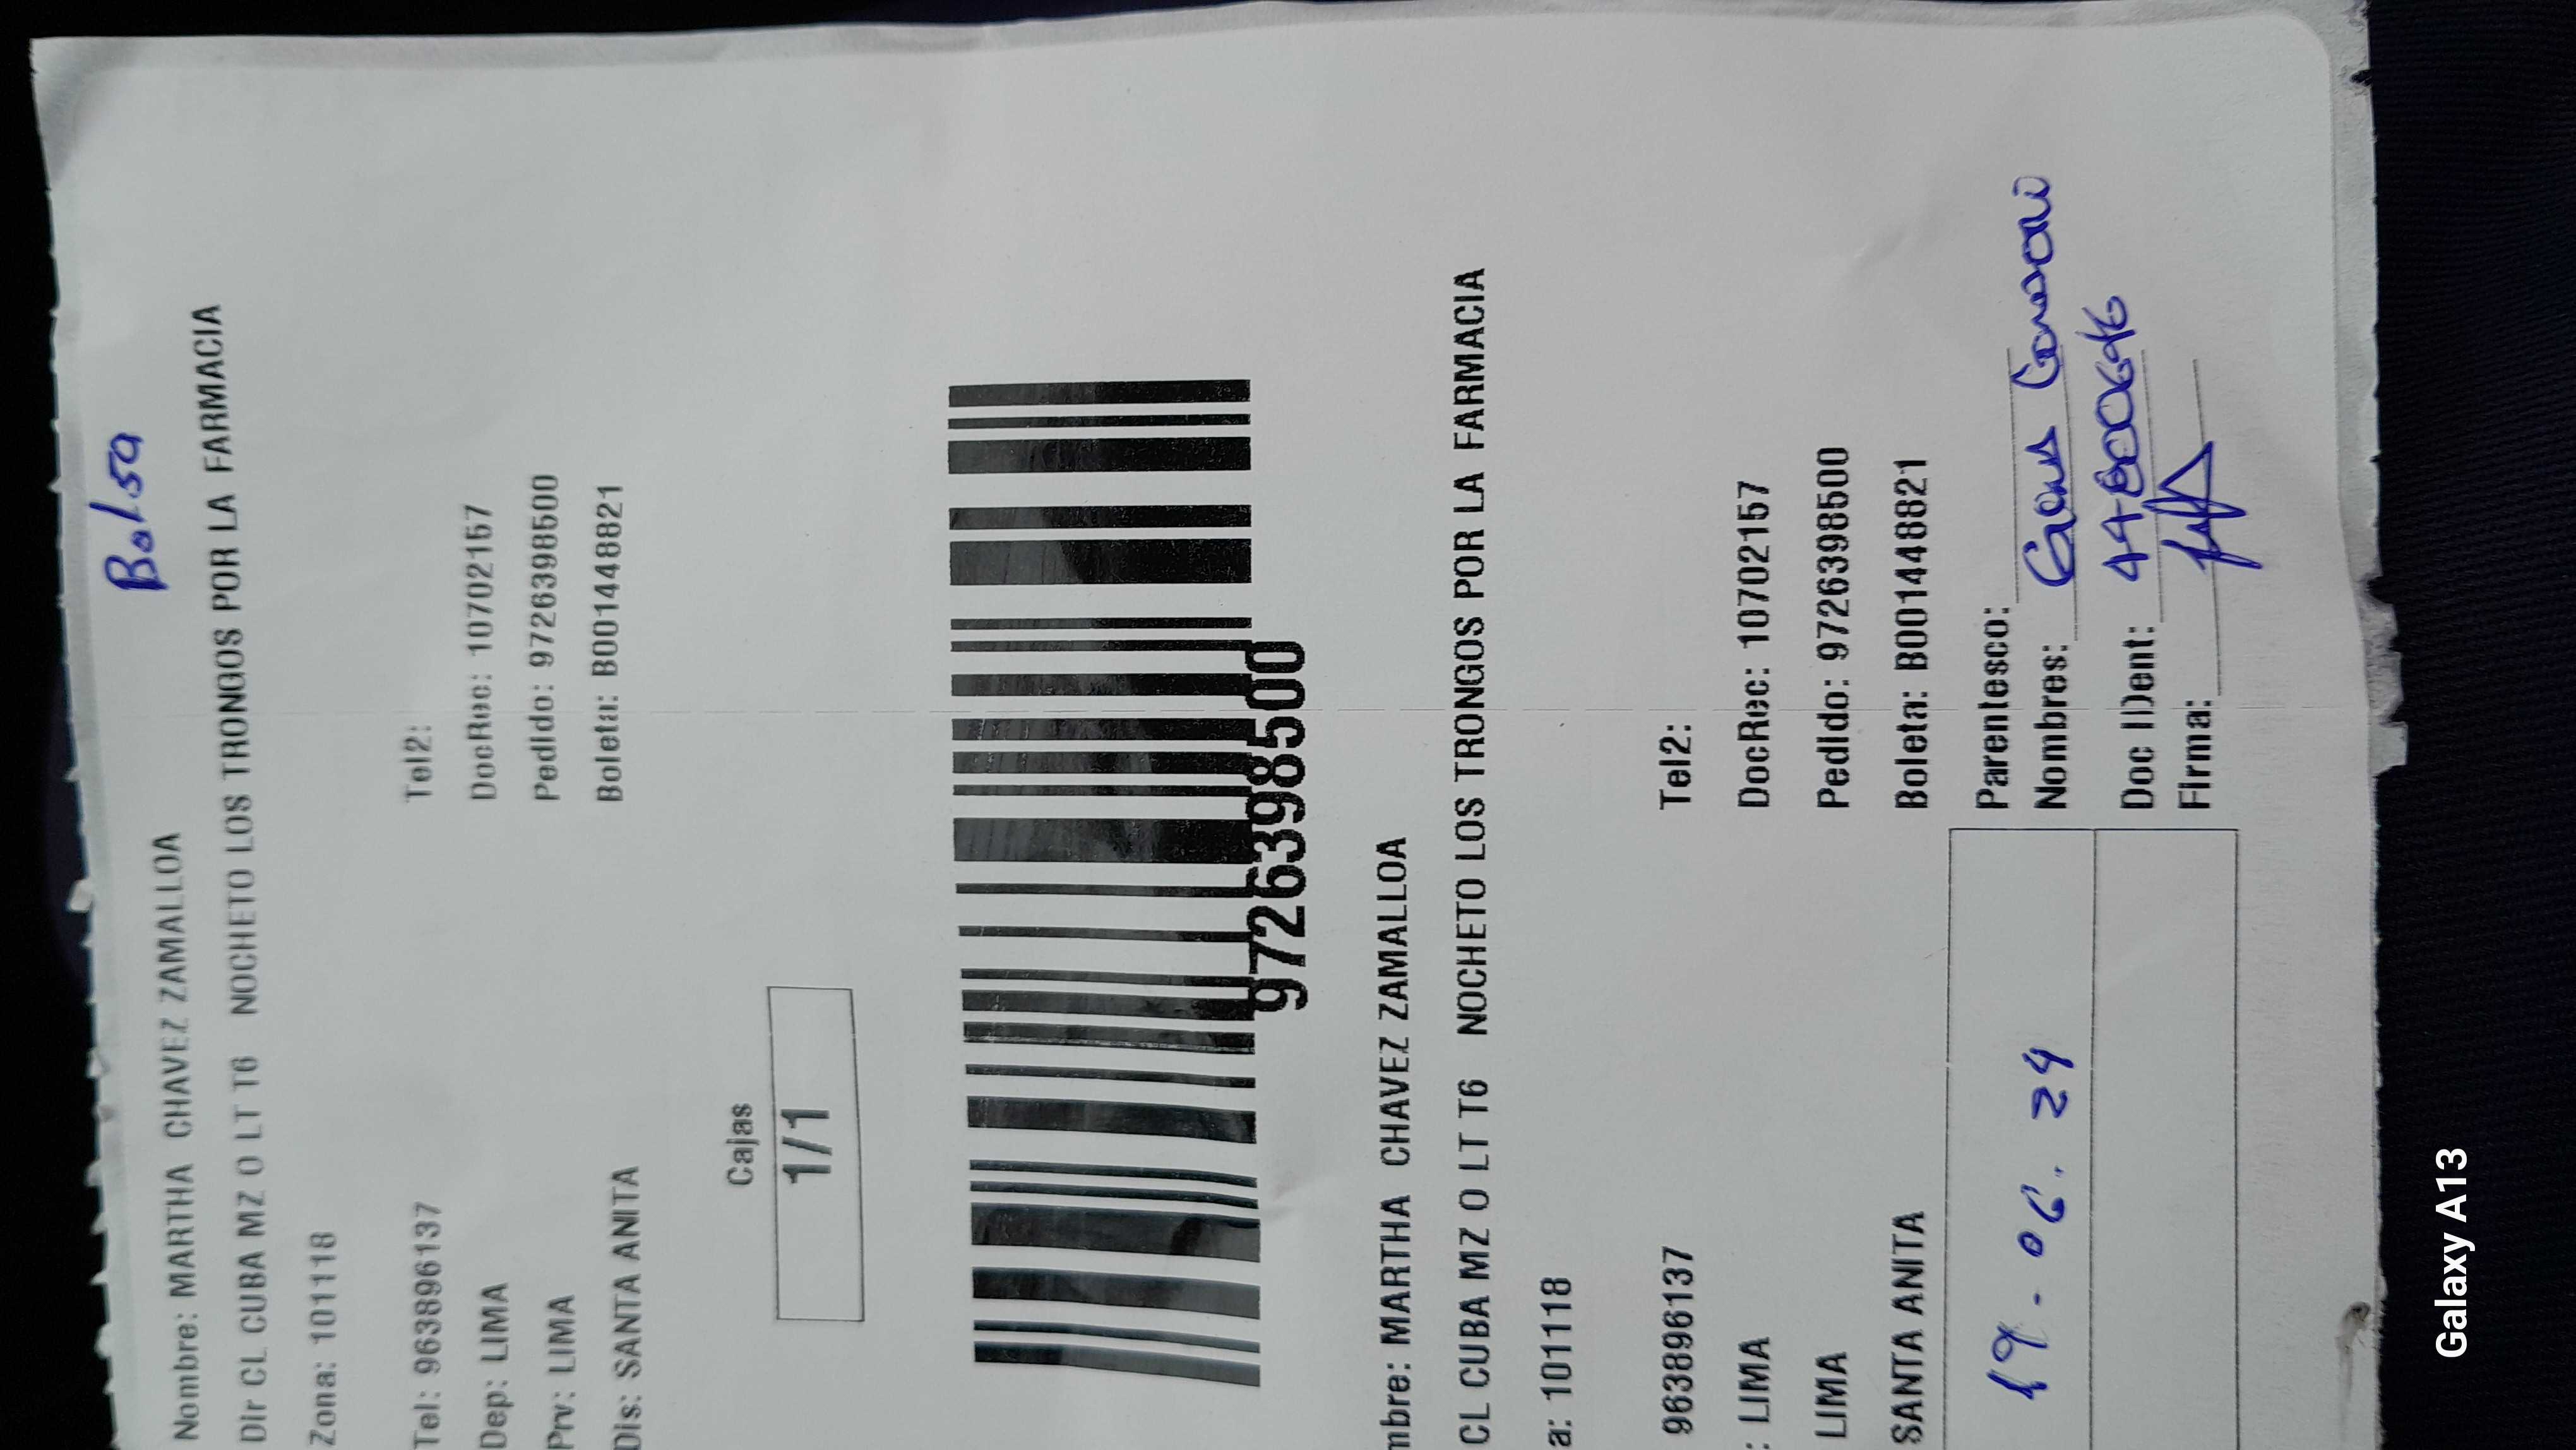 Bolsa
Nombre: MARTHA CHAVEZ ZAMALLOA
Dir CL CUBA MZ O LT T6 NOCHETO LOS TRONGOS POR LA FARMACIA
Zona: 101118
Tel: 963896137 Tel2:
Dep: LIMA DocRec: 10702157
Prv: LIMA Pedido: 9726398500
Dis: SANTA ANITA Boleta: B001448821
Cajas
1/1
9726398500
mbre: MARTHA CHAVEZ ZAMALLOA
CL CUBA MZ O LT T6 NOCHETO LOS TRONGOS POR LA FARMACIA
a: 101118
963896137 Tel2:
: LIMA DocRec: 10702157
LIMA Pedido: 9726398500
SANTA ANITA Boleta: B001448821
19-06.24 Parentesco:
Nombres:
Doc IDent:
Firma:
Galaxy A13